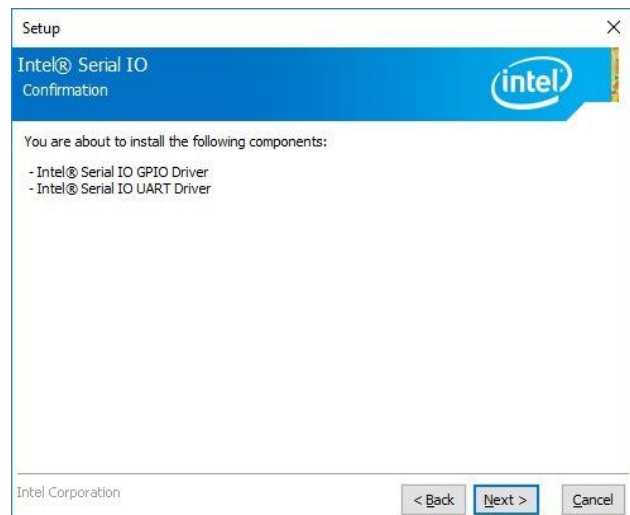 Setup
Intel® Serial IO
Confirmation
intel
You are about to install the following components:
- Intel® Serial IO GPIO Driver
- Intel® Serial IO UART Driver
Intel Corporation
< Back Next > Cancel